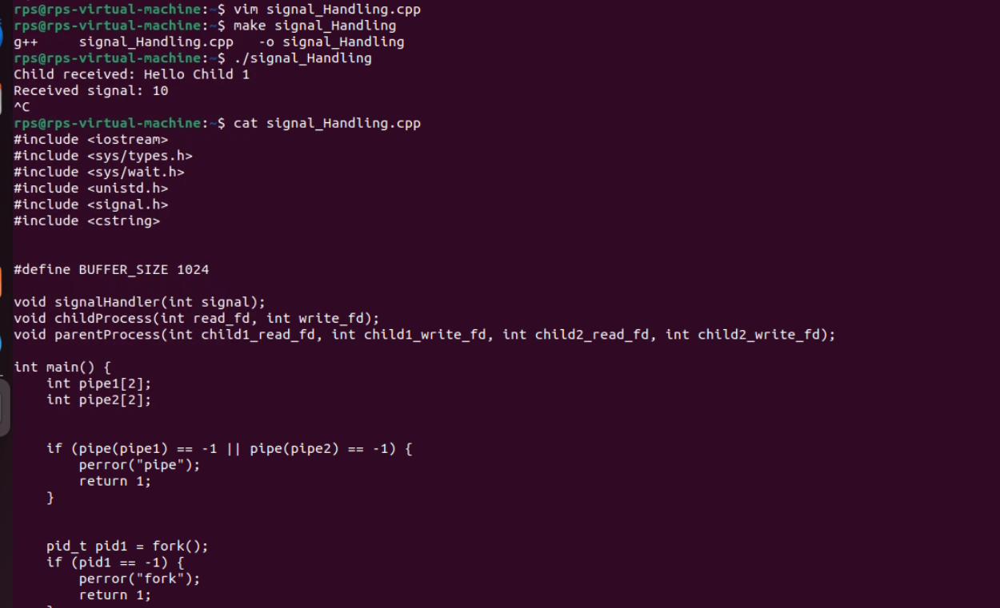 rps@rps-virtual-machine:~$ vim signal_Handling.cpp
rps@rps-virtual-machine:~$ make signal_Handling
g++     signal_Handling.cpp   -o signal_Handling
rps@rps-virtual-machine:~$ ./signal_Handling
Child received: Hello Child 1
Received signal: 10
^C
rps@rps-virtual-machine:~$ cat signal_Handling.cpp
#include <iostream>
#include <sys/types.h>
#include <sys/wait.h>
#include <unistd.h>
#include <signal.h>
#include <cstring>
#define BUFFER_SIZE 1024
void signalHandler(int signal);
void childProcess(int read_fd, int write_fd);
void parentProcess(int child1_read_fd, int child1_write_fd, int child2_read_fd, int child2_write_fd);
int main() {
    int pipe1[2];
    int pipe2[2];
    if (pipe(pipe1) == -1 || pipe(pipe2) == -1) {
        perror("pipe");
        return 1;
    }
    pid_t pid1 = fork();
    if (pid1 == -1) {
        perror("fork");
        return 1;
    }